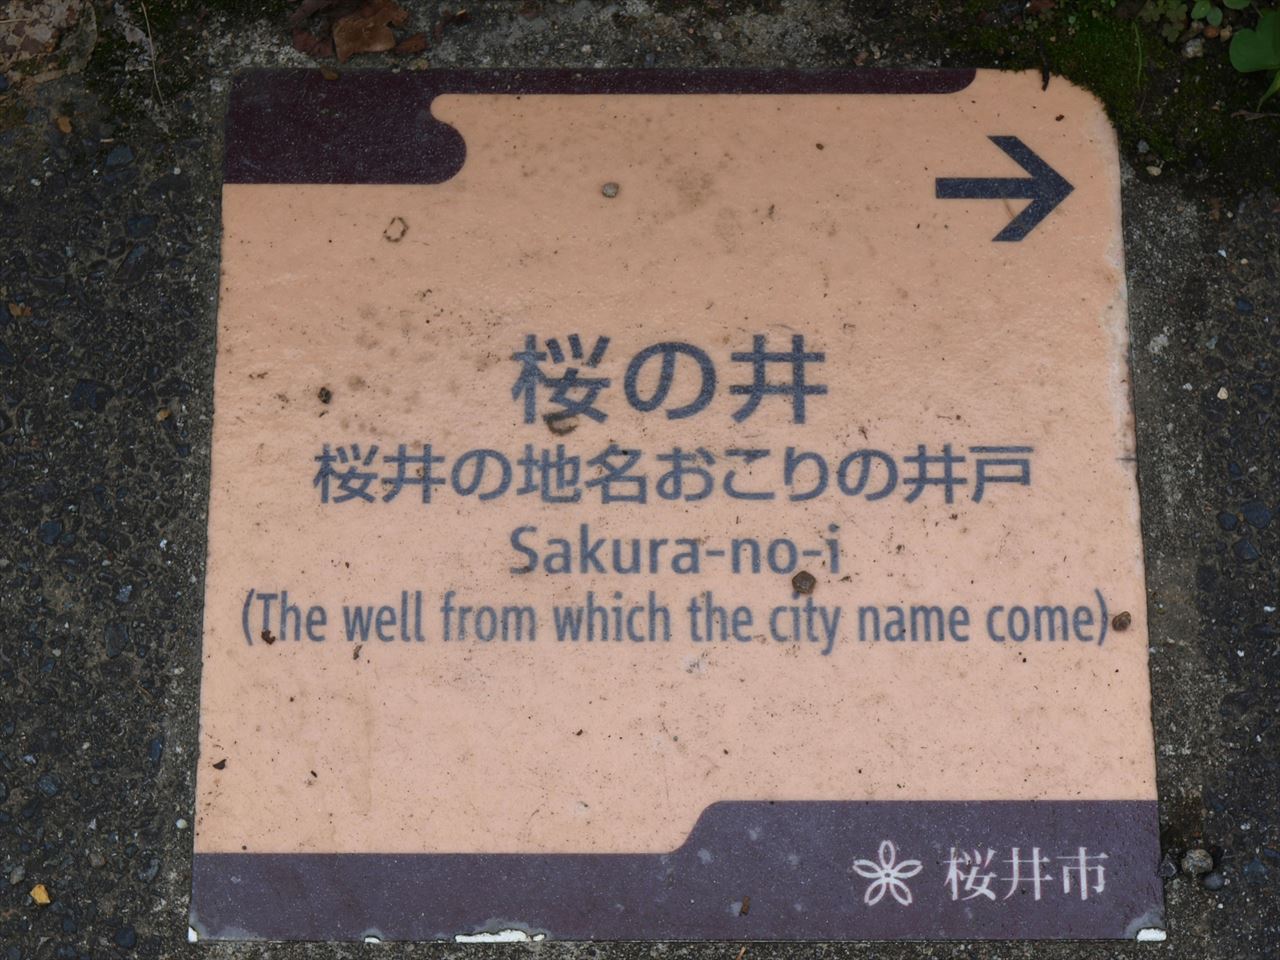 桜の井
桜井の地名おこりの井戸
Sakura-no-i
(The well from which the city name come)
桜井市